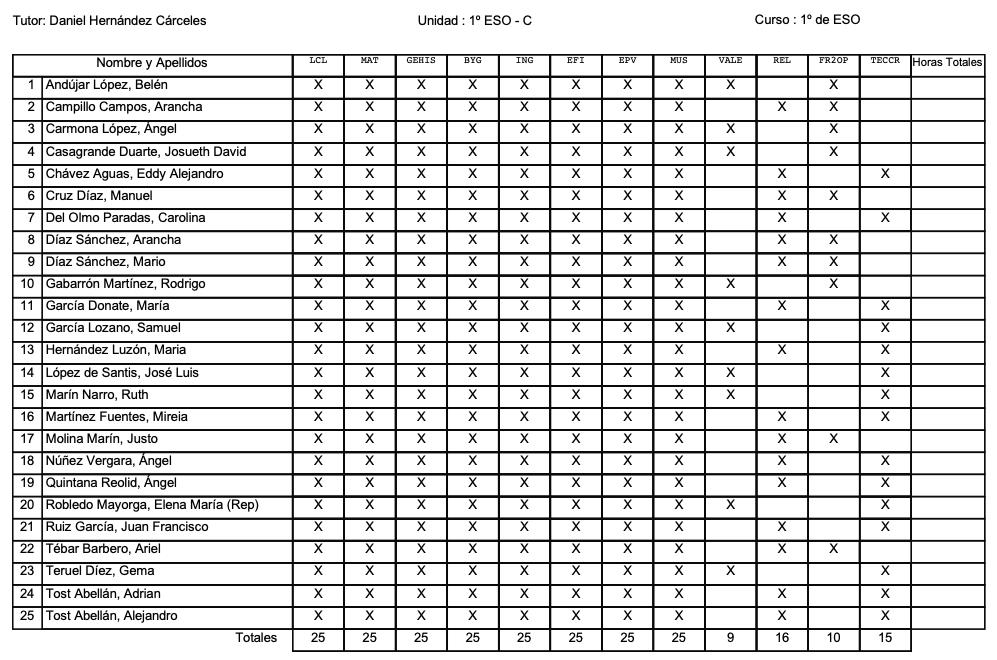 Tutor: Daniel Hernández Cárceles Unidad : 1º ESO - C Curso : 1º de ESO
Nombre y Apellidos LCL MAT GEHIS BYG ING EFI EPV MUS VALE REL FR2OP TECCR Horas Totales
1 Andújar López, Belén X X X X X X X X X X
2 Campillo Campos, Arancha X X X X X X X X X X
3 Carmona López, Ángel X X X X X X X X X X
4 Casagrande Duarte, Josueth David X X X X X X X X X X
5 Chávez Aguas, Eddy Alejandro X X X X X X X X X X
6 Cruz Díaz, Manuel X X X X X X X X X X
7 Del Olmo Paradas, Carolina X X X X X X X X X X
8 Díaz Sánchez, Arancha X X X X X X X X X X
9 Díaz Sánchez, Mario X X X X X X X X X X
10 Gabarrón Martínez, Rodrigo X X X X X X X X X X
11 García Donate, María X X X X X X X X X X
12 García Lozano, Samuel X X X X X X X X X X
13 Hernández Luzón, Maria X X X X X X X X X X
14 López de Santis, José Luis X X X X X X X X X X
15 Marín Narro, Ruth X X X X X X X X X X
16 Martínez Fuentes, Mireia X X X X X X X X X X
17 Molina Marín, Justo X X X X X X X X X X
18 Núñez Vergara, Ángel X X X X X X X X X X
19 Quintana Reolid, Ángel X X X X X X X X X X
20 Robledo Mayorga, Elena María (Rep) X X X X X X X X X X
21 Ruiz García, Juan Francisco X X X X X X X X X X
22 Tébar Barbero, Ariel X X X X X X X X X X
23 Teruel Díez, Gema X X X X X X X X X X
24 Tost Abellán, Adrian X X X X X X X X X X
25 Tost Abellán, Alejandro X X X X X X X X X X
Totales 25 25 25 25 25 25 25 25 9 16 10 15